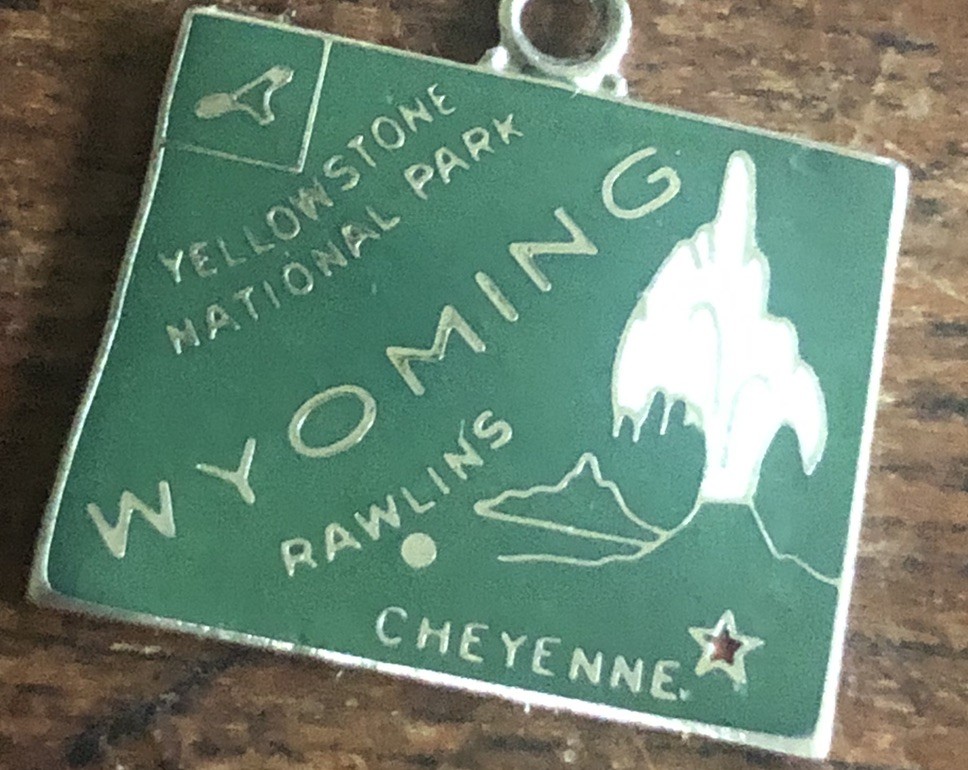 YELLOWSTONE
NATIONAL PARK
WYOMING
RAWLINS
CHEYENNE